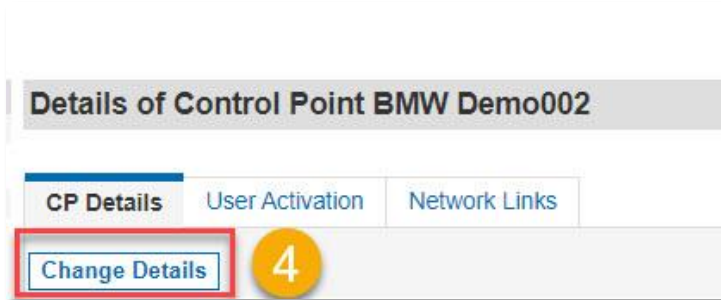 Details of Control Point BMW Demo002
CP Details User Activation Network Links
Change Details 4